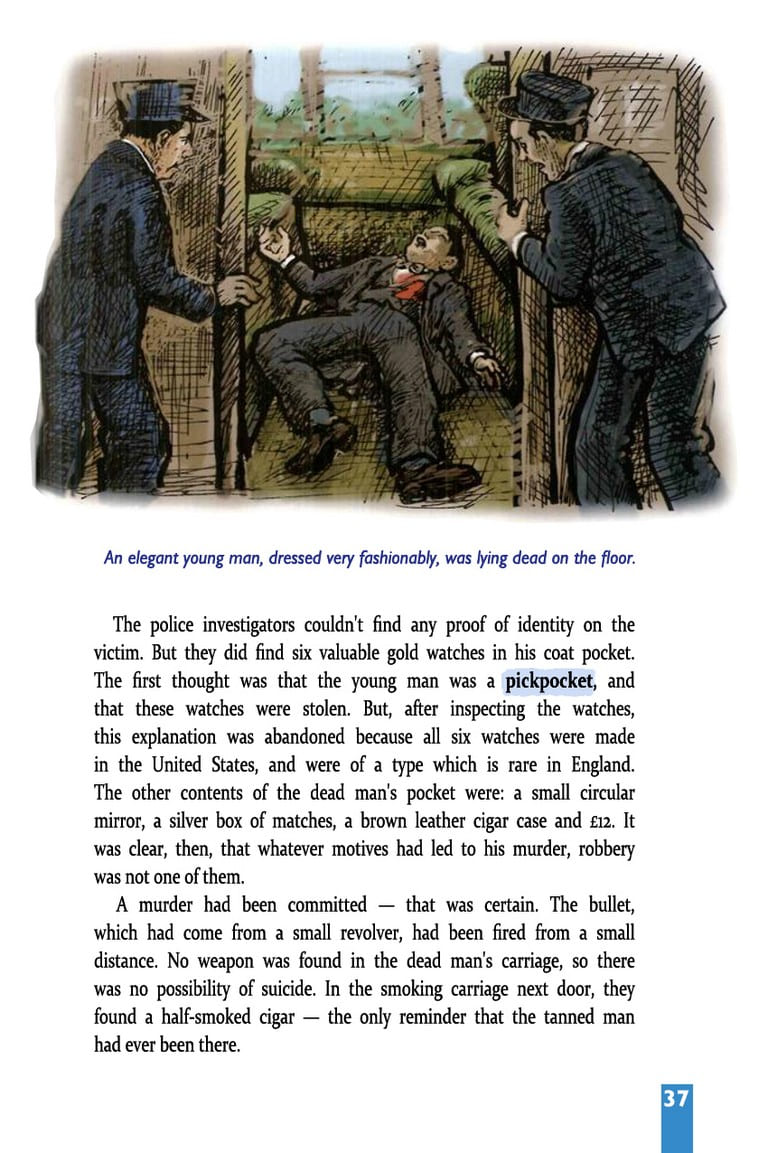 An elegant young man, dressed very fashionably, was lying dead on the floor.
The police investigators couldn't find any proof of identity on the
victim. But they did find six valuable gold watches in his coat pocket.
The first thought was that the young man was a pickpocket, and
that these watches were stolen. But, after inspecting the watches,
this explanation was abandoned because all six watches were made
in the United States, and were of a type which is rare in England.
The other contents of the dead man's pocket were: a small circular
mirror, a silver box of matches, a brown leather cigar case and £12. It
was clear, then, that whatever motives had led to his murder, robbery
was not one of them.
A murder had been committed — that was certain. The bullet,
which had come from a small revolver, had been fired from a small
distance. No weapon was found in the dead man's carriage, so there
was no possibility of suicide. In the smoking carriage next door, they
found a half-smoked cigar — the only reminder that the tanned man
had ever been there.
37